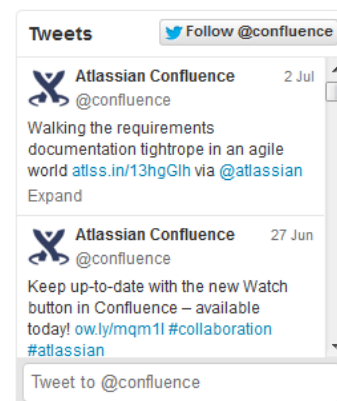 Tweets
Follow @confluence
Atlassian Confluence 2 Jul
@confluence
Walking the requirements
documentation tightrope in an agile
world atlss.in/13hgGlh via @atlassian
Expand
Atlassian Confluence 27 Jun
@confluence
Keep up-to-date with the new Watch
button in Confluence – available
today! ow.ly/mqm1l #collaboration
#atlassian
Tweet to @confluence